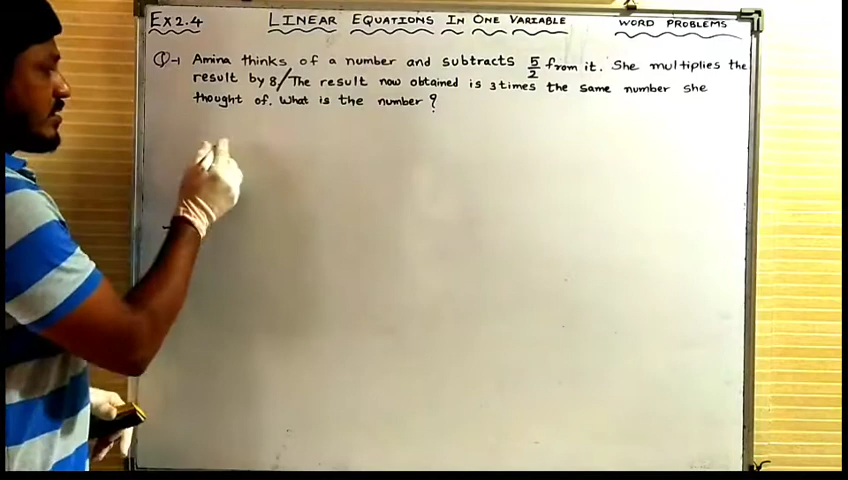 Ex 2.4 Linear Equations In One Variable Word Problems
Q-1 Amina thinks of a number and subtracts 5/2 from it. She multiplies the
result by 8/ The result now obtained is 3 times the same number she
thought of. What is the number ?